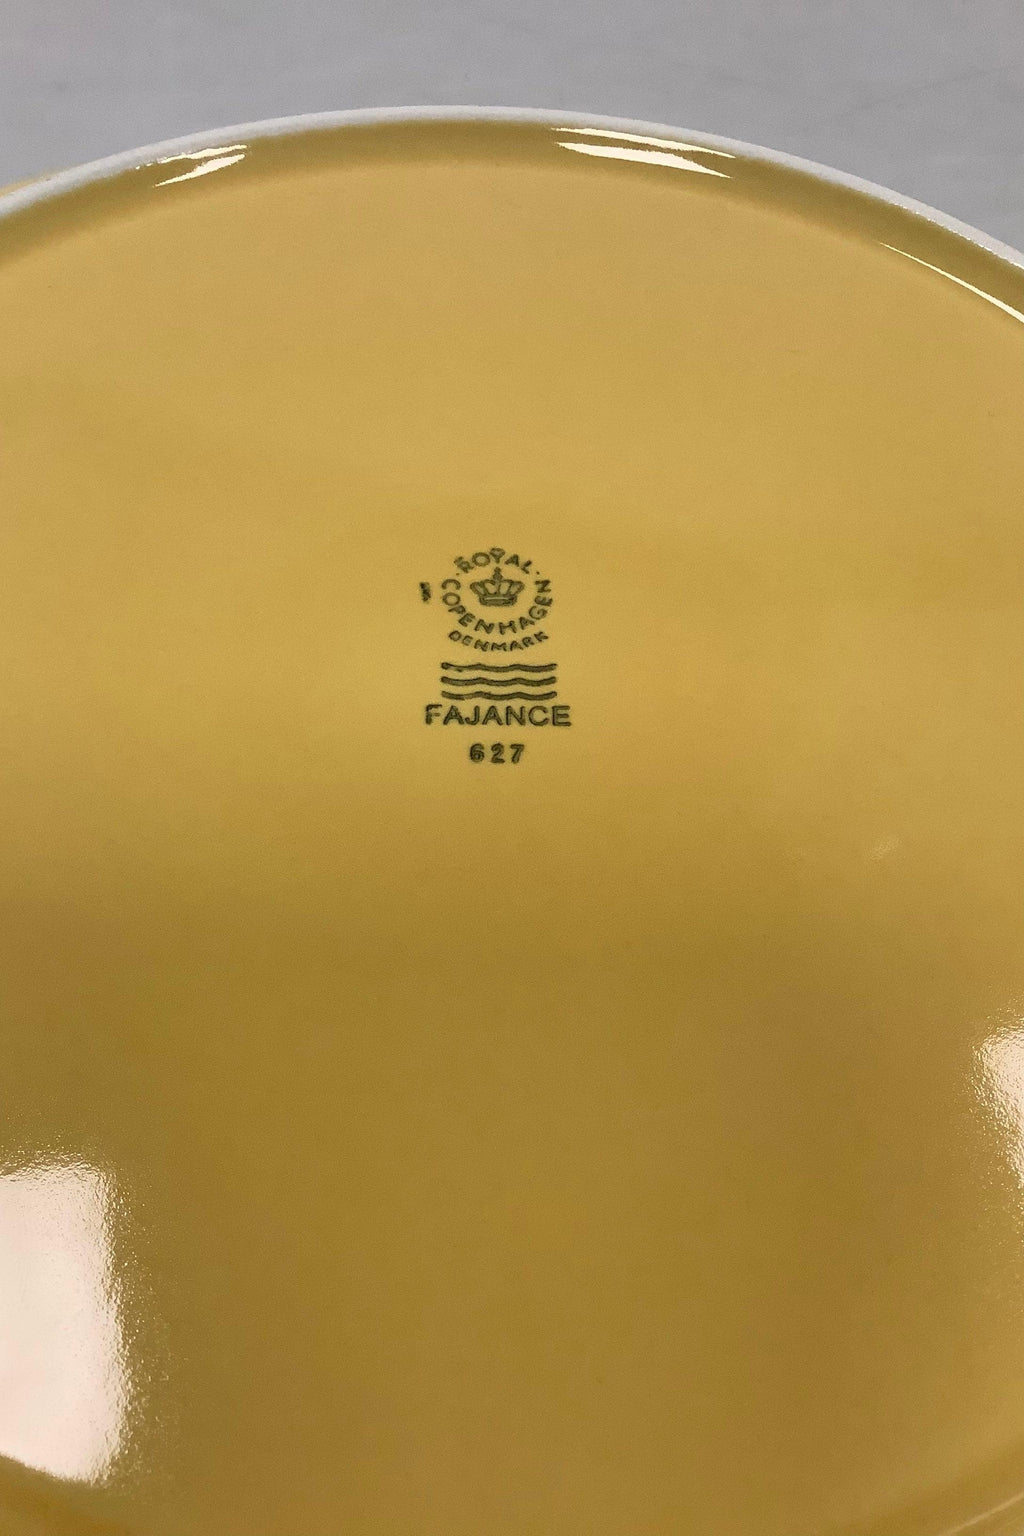 ROYAL
COPENHAGEN
DENMARK
FAJANCE
627